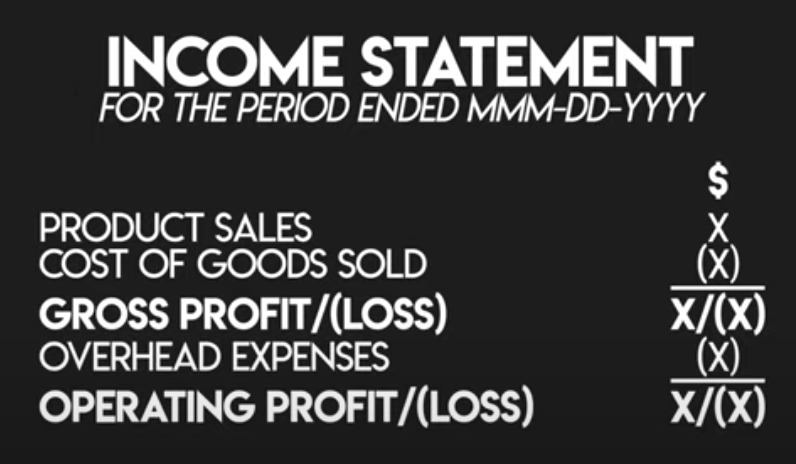 INCOME STATEMENT
FOR THE PERIOD ENDED MMM-DD-YYYY
$
PRODUCT SALES X
COST OF GOODS SOLD (X)
GROSS PROFIT/(LOSS) X/(X)
OVERHEAD EXPENSES (X)
OPERATING PROFIT/(LOSS) X/(X)